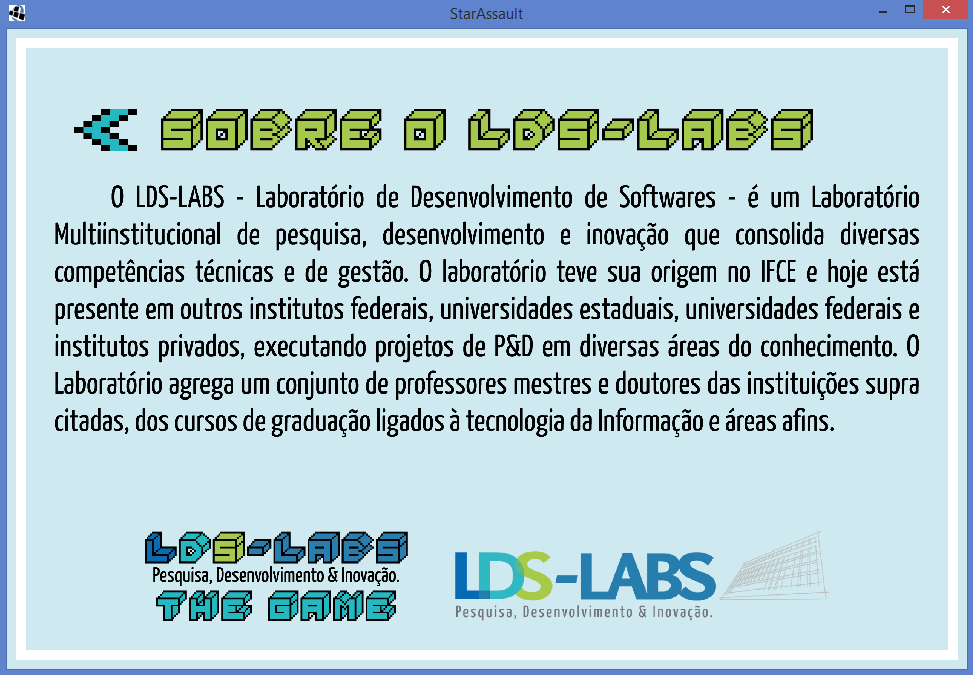 StarAssault
SOBRE O LDS-LABS
O LDS-LABS - Laboratório de Desenvolvimento de Softwares - é um Laboratório
Multiinstitucional de pesquisa, desenvolvimento e inovação que consolida diversas
competências técnicas e de gestão. O laboratório teve sua origem no IFCE e hoje está
presente em outros institutos federais, universidades estaduais, universidades federais e
institutos privados, executando projetos de P&D em diversas áreas do conhecimento. O
Laboratório agrega um conjunto de professores mestres e doutores das instituições supra
citadas, dos cursos de graduação ligados à tecnologia da Informação e áreas afins.
LDS-LABS
Pesquisa, Desenvolvimento & Inovação.
THE GAME
LDS-LABS
Pesquisa, Desenvolvimento & Inovação.